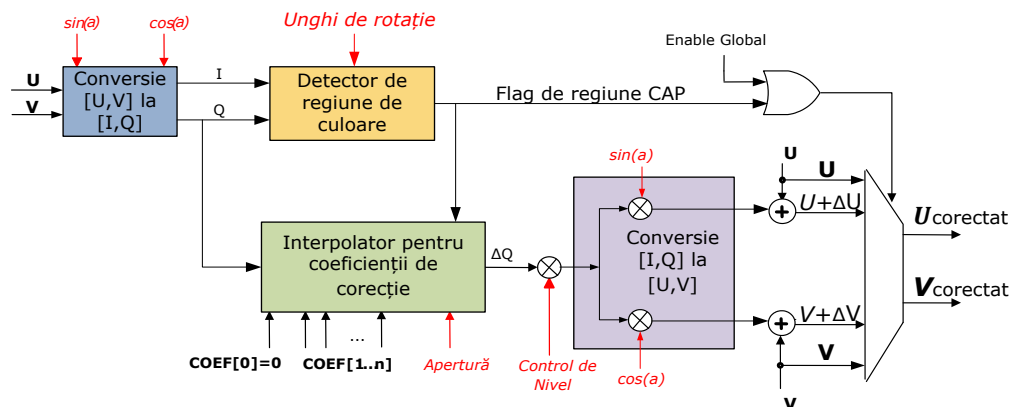 sin(a)
cos(a)
Unghi de rotație
Enable Global
U
V
Conversie
[U,V] la
[I,Q]
I
Q
Detector de
regiune de
culoare
Flag de regiune CAP
sin(a)
U
U
U+ΔU
Ucorectat
Interpolator pentru
coeficienții de
corecție
ΔQ
Conversie
[I,Q] la
[U,V]
Vcorectat
V+ΔV
V
COEF[0]=0
...
COEF[1..n]
Apertură
Control de
Nivel
cos(a)
V